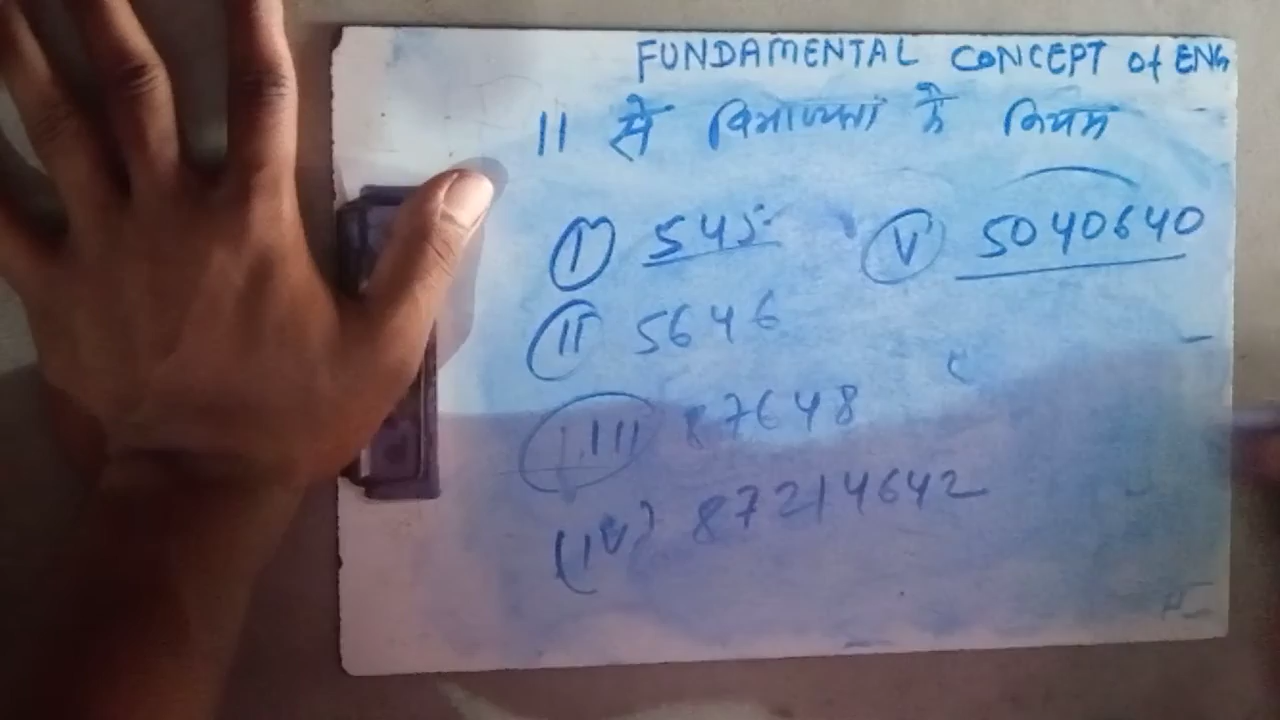 FUNDAMENTAL CONCEPT of ENG
11 से विभाज्यता के नियम
(I) 545 (V) 5040640
(II) 5646
(III) 87648
(IV) 87214642